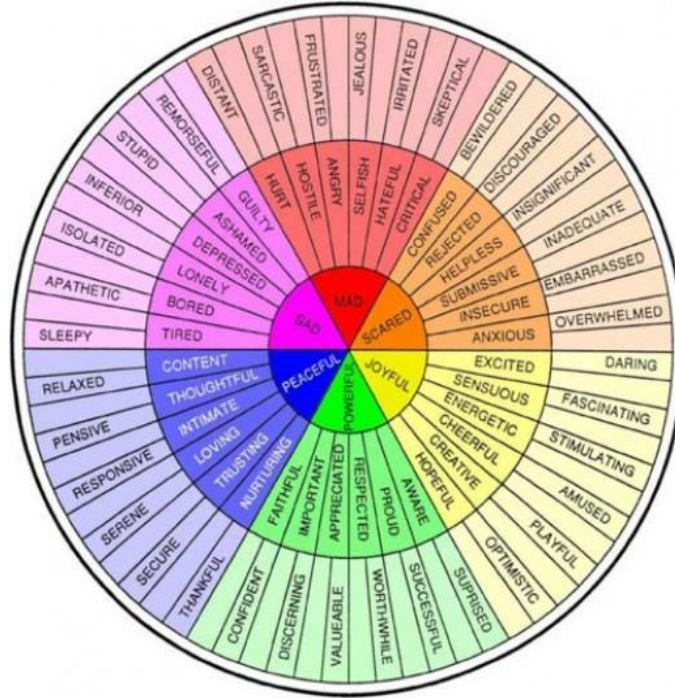 MAD
SCARED
JOYFUL
POWERFUL
PEACEFUL
SAD
HURT
HOSTILE
ANGRY
SELFISH
HATEFUL
CRITICAL
CONFUSED
REJECTED
HELPLESS
SUBMISSIVE
INSECURE
ANXIOUS
EXCITED
SENSUOUS
ENERGETIC
CHEERFUL
CREATIVE
HOPEFUL
AWARE
PROUD
RESPECTED
APPRECIATED
IMPORTANT
FAITHFUL
NURTURING
TRUSTING
LOVING
INTIMATE
THOUGHTFUL
CONTENT
TIRED
BORED
LONELY
DEPRESSED
ASHAMED
GUILTY
DISTANT
SARCASTIC
FRUSTRATED
JEALOUS
IRRITATED
SKEPTICAL
BEWILDERED
DISCOURAGED
INSIGNIFICANT
INADEQUATE
EMBARRASSED
OVERWHELMED
DARING
FASCINATING
STIMULATING
AMUSED
PLAYFUL
OPTIMISTIC
SUPRISED
SUCCESSFUL
WORTHWHILE
VALUEABLE
DISCERNING
CONFIDENT
THANKFUL
SECURE
SERENE
RESPONSIVE
PENSIVE
RELAXED
SLEEPY
APATHETIC
ISOLATED
INFERIOR
STUPID
REMORSEFUL